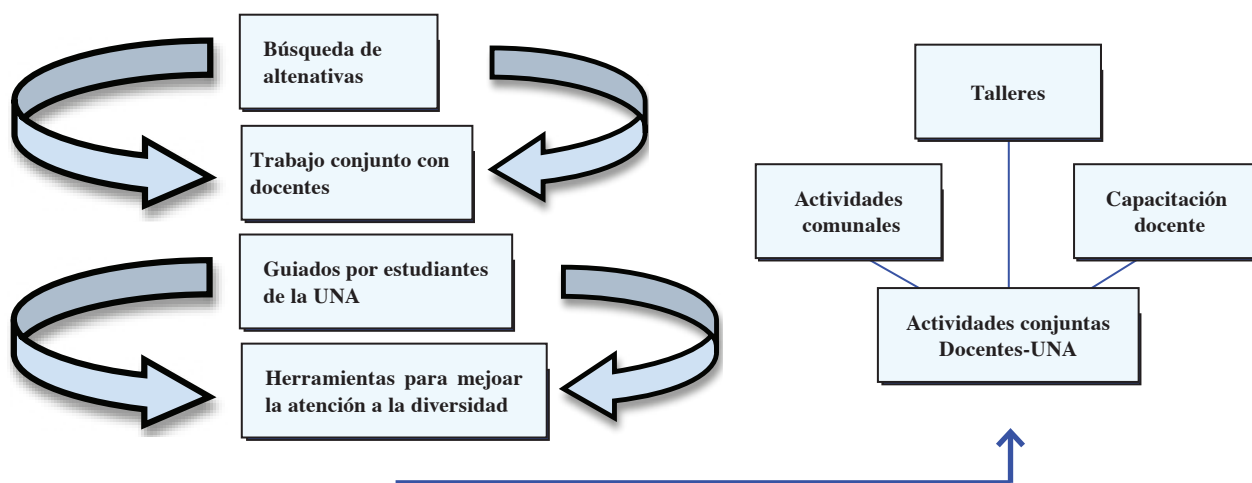 Búsqueda de
altenativas
Trabajo conjunto con
docentes
Guiados por estudiantes
de la UNA
Herramientas para mejoar
la atención a la diversidad
Talleres
Actividades
comunales
Capacitación
docente
Actividades conjuntas
Docentes-UNA